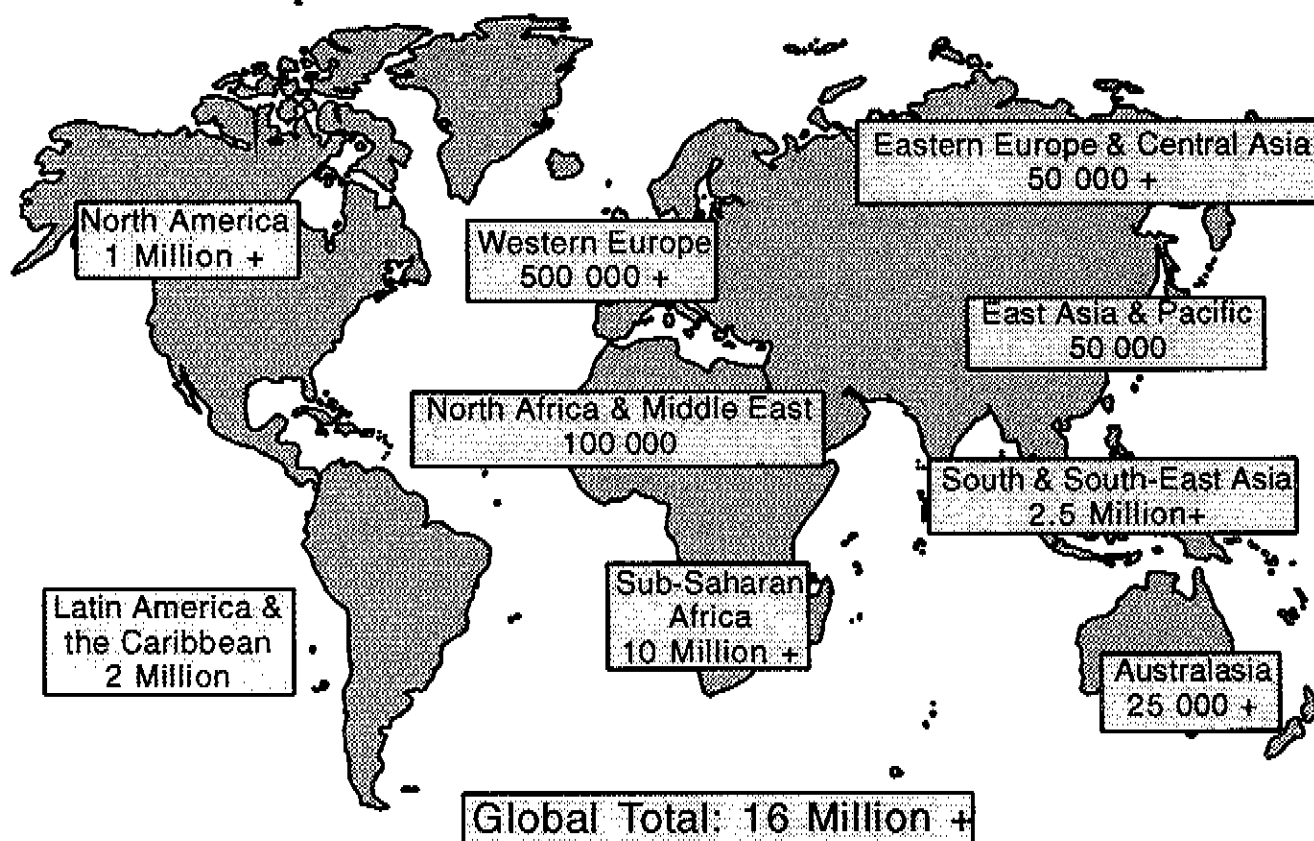 Eastern Europe & Central Asia
50 000 +
North America
1 Million +
Western Europe
500 000 +
East Asia & Pacific
50 000
North Africa & Middle East
100 000
South & South-East Asia
2.5 Million+
Sub-Saharan
Africa
10 Million +
Latin America &
the Caribbean
2 Million
Australasia
25 000 +
Global Total: 16 Million +